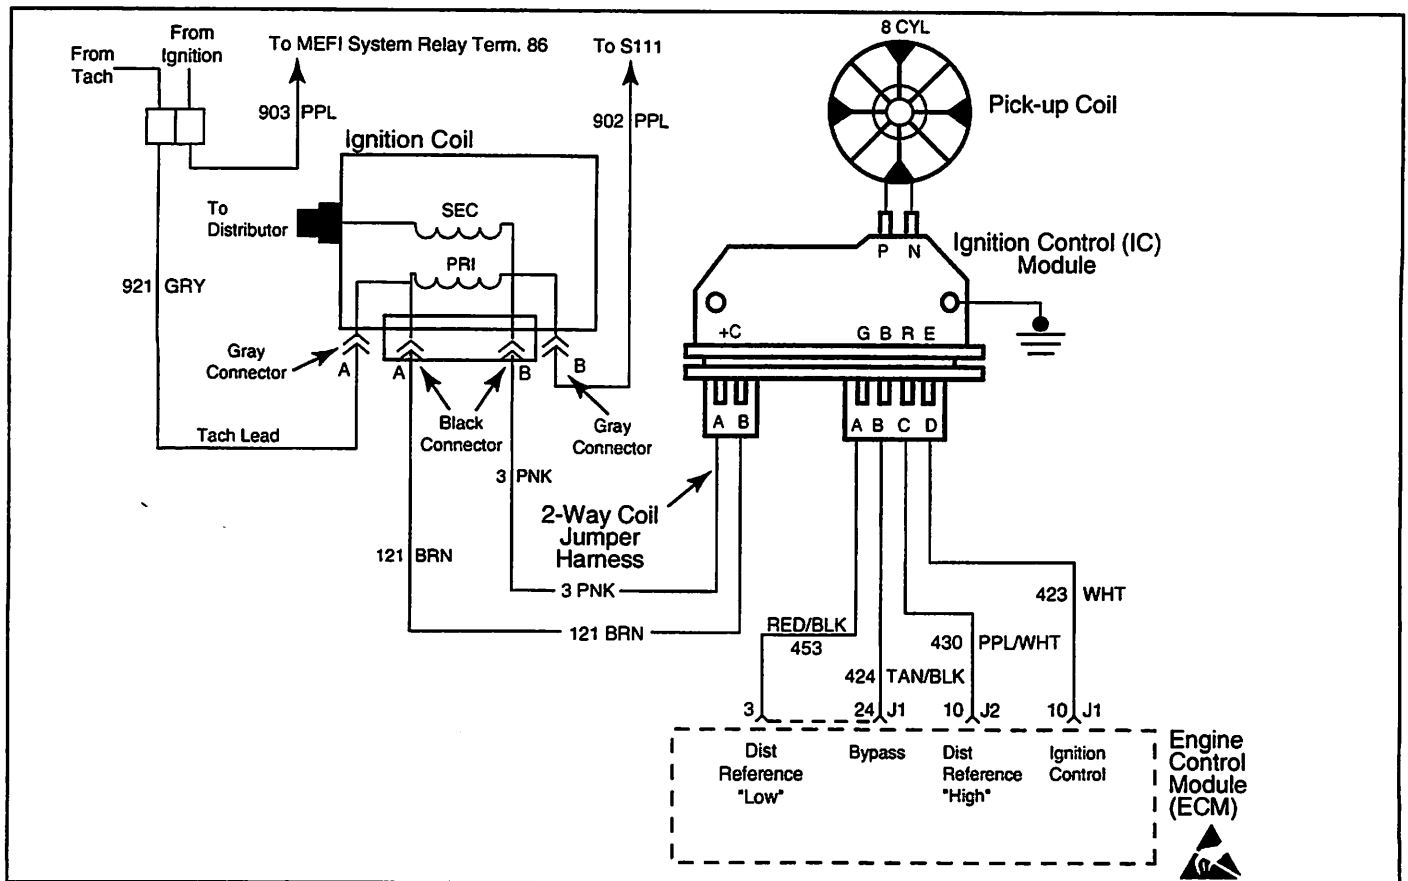 8 CYL
From Tach
From Ignition
To MEFI System Relay Term. 86
To S111
903 PPL
902 PPL
Pick-up Coil
Ignition Coil
To Distributor
SEC
PRI
P N
Ignition Control (IC) Module
921 GRY
+C
G B R E
Gray Connector
A
A
B
B
Black Connector
Gray Connector
A B
A B C D
Tach Lead
3 PNK
2-Way Coil Jumper Harness
121 BRN
3 PNK
121 BRN
423 WHT
RED/BLK
453
430 PPL/WHT
424 TAN/BLK
3
24 J1
10 J2
10 J1
Dist Reference "Low"
Bypass
Dist Reference "High"
Ignition Control
Engine Control Module (ECM)